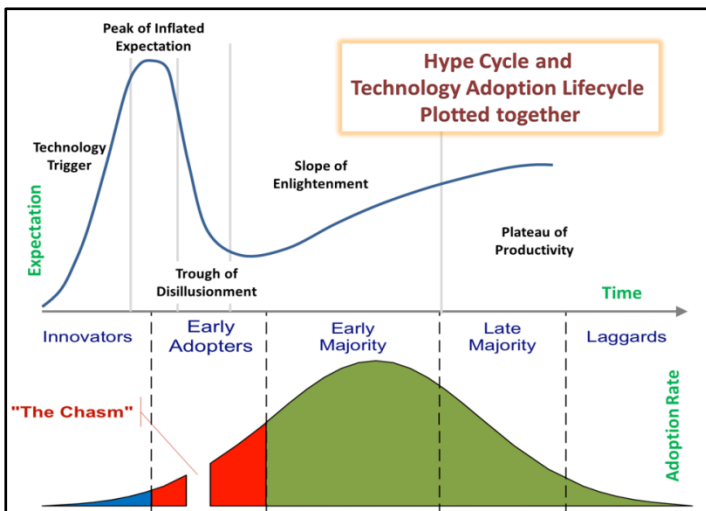 Peak of Inflated
Expectation
Hype Cycle and
Technology Adoption Lifecycle
Plotted together
Technology
Trigger
Slope of
Enlightenment
Plateau of
Productivity
Expectation
Trough of
Disillusionment
Time
Innovators
Early
Adopters
Early
Majority
Late
Majority
Laggards
"The Chasm"
Adoption Rate